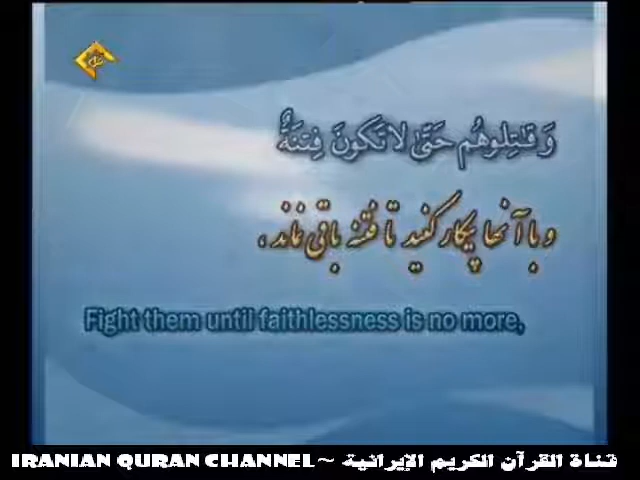 وَقَٰتِلُوهُمْ حَتَّىٰ لَا تَكُونَ فِتْنَةٌ
و با آنها پیکار کنید تا فتنه باقی نماند،
Fight them until faithlessness is no more,
IRANIAN QURAN CHANNEL ~ قناة القرآن الكريم الإيرانية